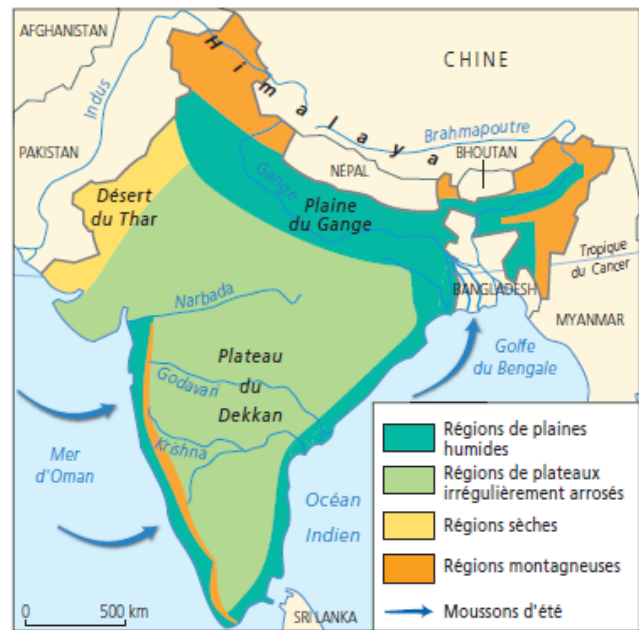 AFGHANISTAN
CHINE
Himalaya
Indus
PAKISTAN
Brahmapoutre
BHOUTAN
NÉPAL
Gange
Désert
du Thar
Plaine
du Gange
Tropique
du Cancer
BANGLADESH
MYANMAR
Narbada
Golfe
du Bengale
Plateau
du
Dekkan
Godavari
Krishna
Mer
d'Oman
Océan
Indien
SRI LANKA
0 500 km
Régions de plaines
humides
Régions de plateaux
irrégulièrement arrosés
Régions sèches
Régions montagneuses
Moussons d'été